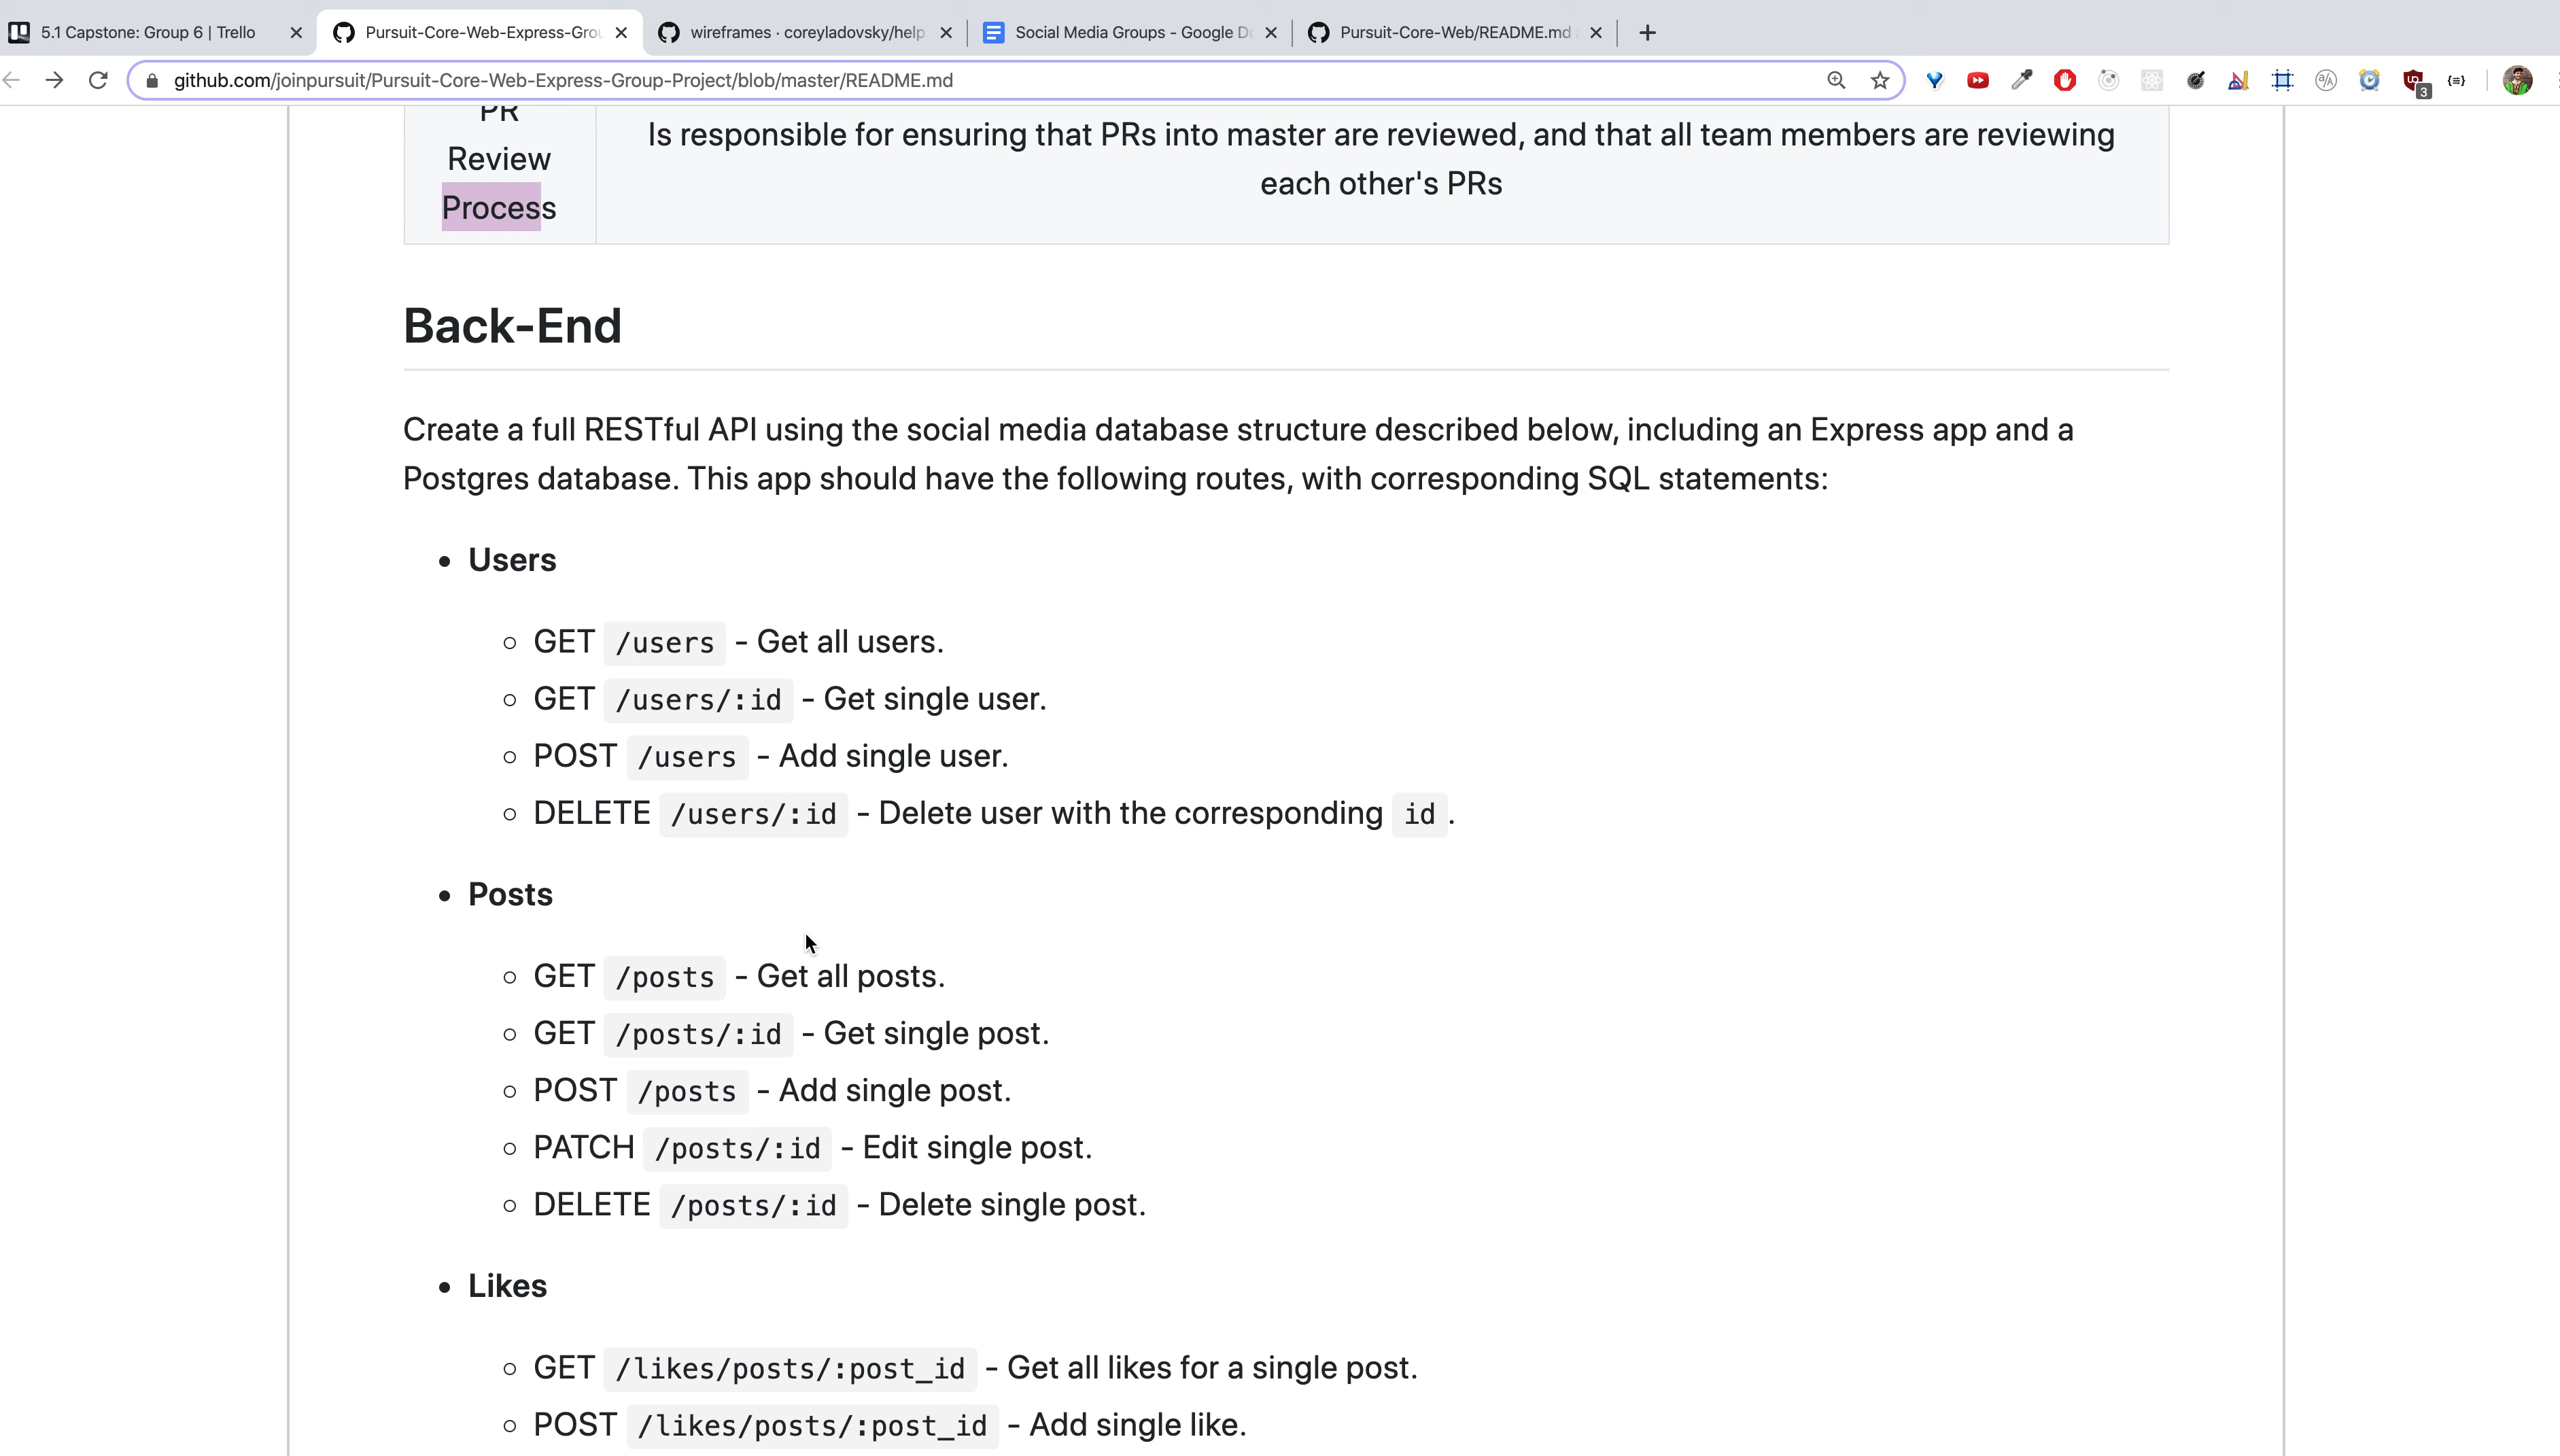 5.1 Capstone: Group 6 | Trello
Pursuit-Core-Web-Express-Grou
wireframes · coreyladovsky/help
Social Media Groups - Google D
Pursuit-Core-Web/README.md
github.com/joinpursuit/Pursuit-Core-Web-Express-Group-Project/blob/master/README.md
3
PR
Review
Process
Is responsible for ensuring that PRs into master are reviewed, and that all team members are reviewing
each other's PRs
Back-End
Create a full RESTful API using the social media database structure described below, including an Express app and a
Postgres database. This app should have the following routes, with corresponding SQL statements:
• Users
○ GET /users - Get all users.
○ GET /users/:id - Get single user.
○ POST /users - Add single user.
○ DELETE /users/:id - Delete user with the corresponding id .
• Posts
○ GET /posts - Get all posts.
○ GET /posts/:id - Get single post.
○ POST /posts - Add single post.
○ PATCH /posts/:id - Edit single post.
○ DELETE /posts/:id - Delete single post.
• Likes
○ GET /likes/posts/:post_id - Get all likes for a single post.
○ POST /likes/posts/:post_id - Add single like.